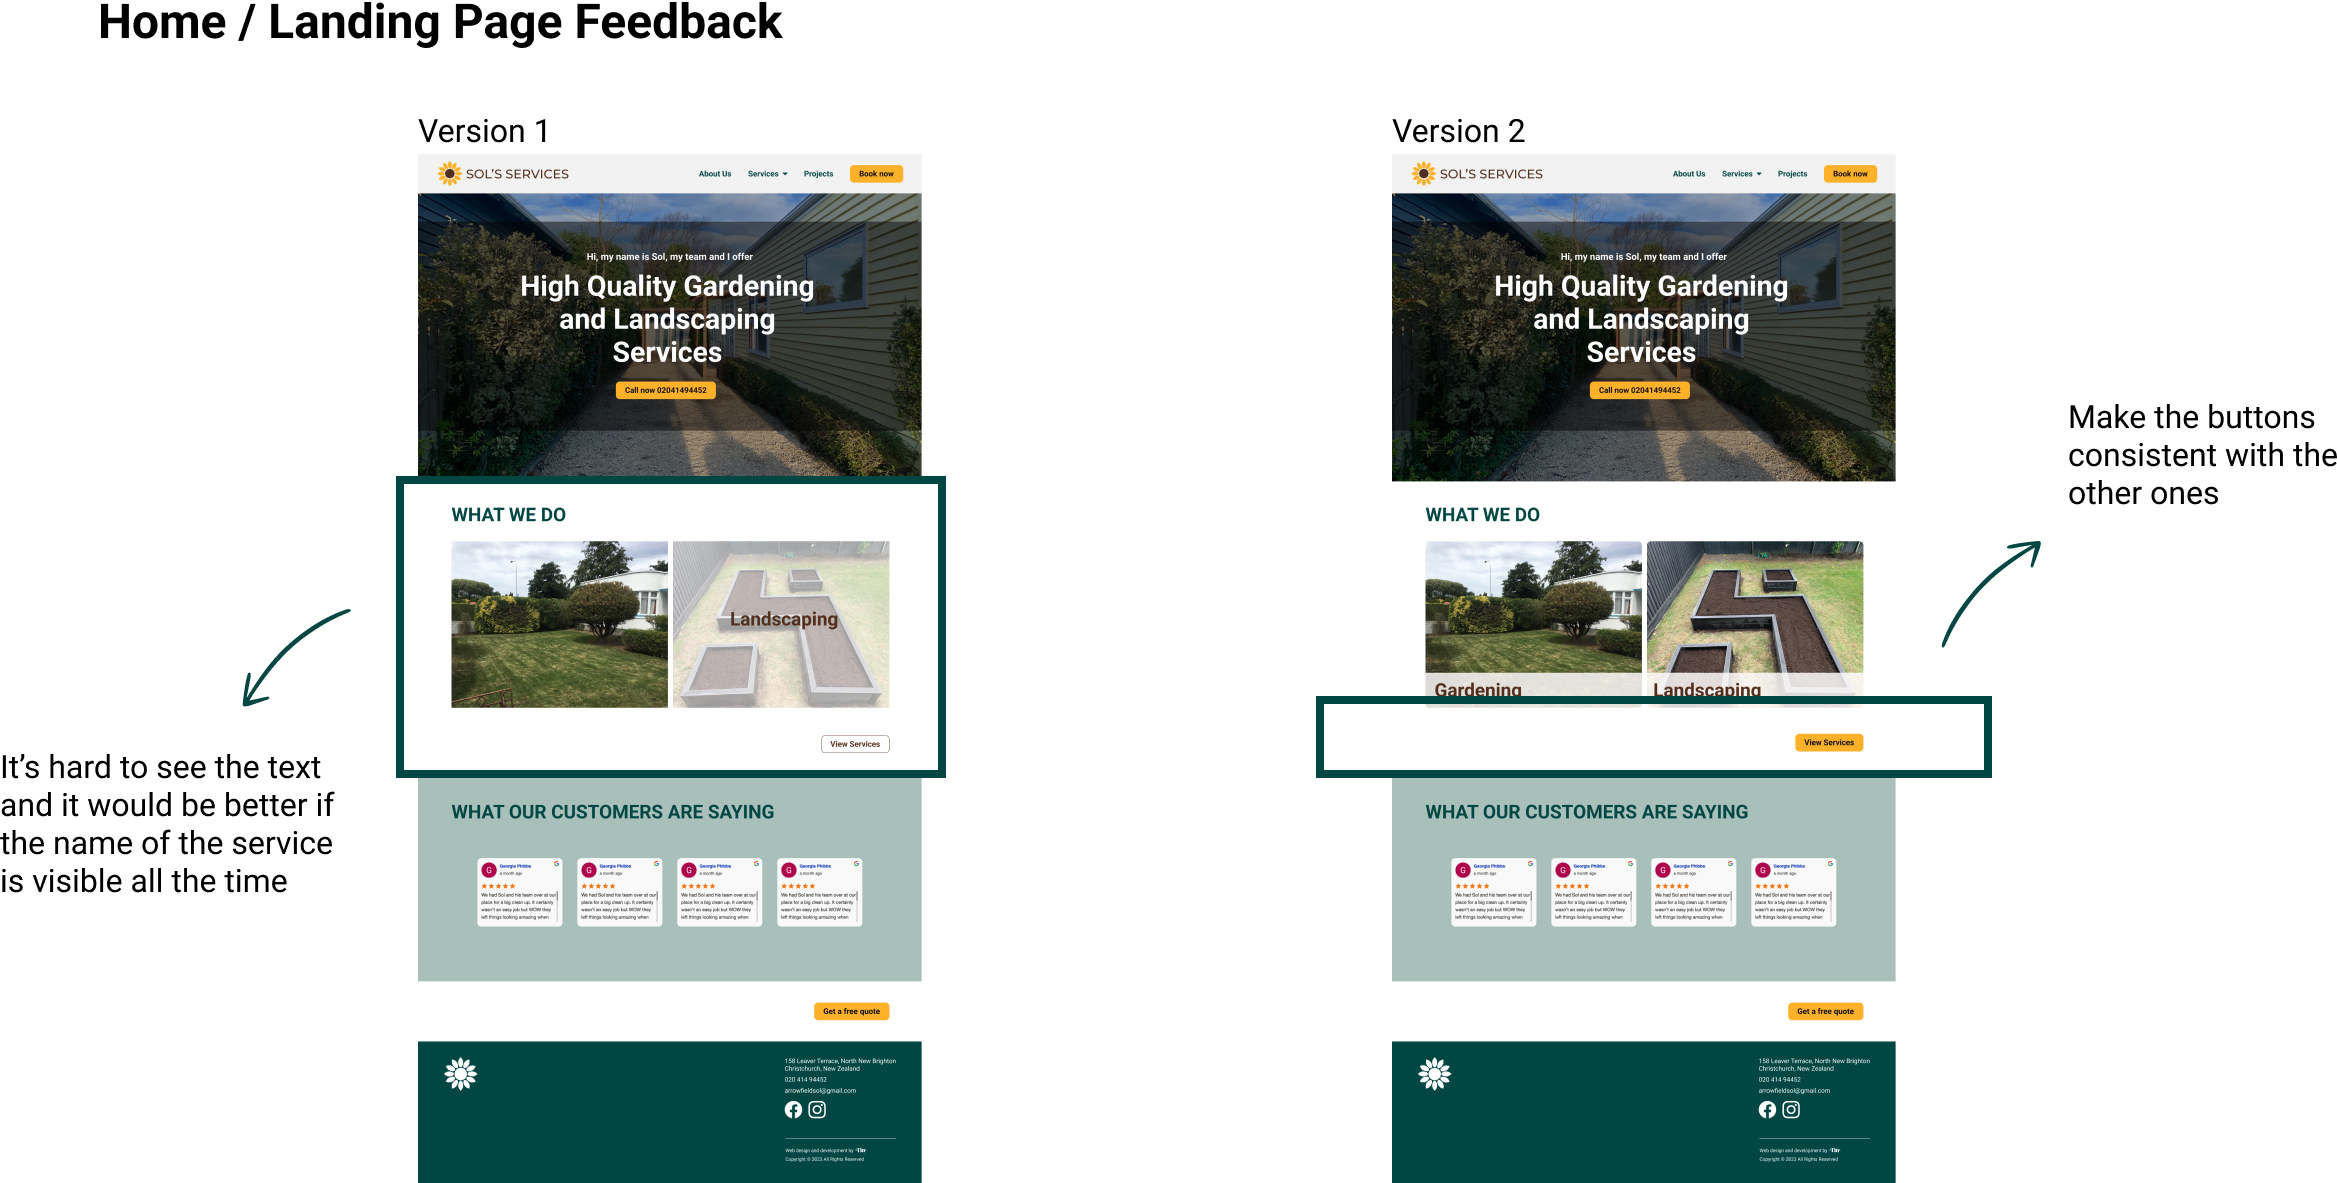 Home / Landing Page Feedback
Version 1
SOL'S SERVICES
About Us
Services
Projects
Book now
Hi, my name is Sol, my team and I offer
High Quality Gardening
and Landscaping
Services
Call now 02041494452
WHAT WE DO
Landscaping
View Services
WHAT OUR CUSTOMERS ARE SAYING
G
Georgia Phibbs
a month ago
We had Sol and his team over at our
place for a big clean up. It certainly
wasn't an easy job but WOW they
left things looking amazing when
G
Georgia Phibbs
a month ago
We had Sol and his team over at our
place for a big clean up. It certainly
wasn't an easy job but WOW they
left things looking amazing when
G
Georgia Phibbs
a month ago
We had Sol and his team over at our
place for a big clean up. It certainly
wasn't an easy job but WOW they
left things looking amazing when
G
Georgia Phibbs
a month ago
We had Sol and his team over at our
place for a big clean up. It certainly
wasn't an easy job but WOW they
left things looking amazing when
Get a free quote
158 Leaver Terrace, North New Brighton
Christchurch, New Zealand
020 414 94452
arrowfieldsol@gmail.com
Web design and development by
Copyright © 2023 All Rights Reserved
It's hard to see the text
and it would be better if
the name of the service
is visible all the time
Version 2
SOL'S SERVICES
About Us
Services
Projects
Book now
Hi, my name is Sol, my team and I offer
High Quality Gardening
and Landscaping
Services
Call now 02041494452
WHAT WE DO
Gardening
Landscaping
View Services
WHAT OUR CUSTOMERS ARE SAYING
G
Georgia Phibbs
a month ago
We had Sol and his team over at our
place for a big clean up. It certainly
wasn't an easy job but WOW they
left things looking amazing when
G
Georgia Phibbs
a month ago
We had Sol and his team over at our
place for a big clean up. It certainly
wasn't an easy job but WOW they
left things looking amazing when
G
Georgia Phibbs
a month ago
We had Sol and his team over at our
place for a big clean up. It certainly
wasn't an easy job but WOW they
left things looking amazing when
G
Georgia Phibbs
a month ago
We had Sol and his team over at our
place for a big clean up. It certainly
wasn't an easy job but WOW they
left things looking amazing when
Get a free quote
158 Leaver Terrace, North New Brighton
Christchurch, New Zealand
020 414 94452
arrowfieldsol@gmail.com
Web design and development by
Copyright © 2023 All Rights Reserved
Make the buttons
consistent with the
other ones